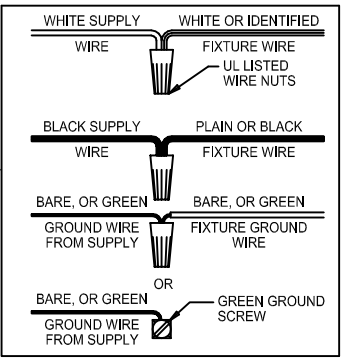 WHITE SUPPLY
WIRE
WHITE OR IDENTIFIED
FIXTURE WIRE
UL LISTED
WIRE NUTS
BLACK SUPPLY
WIRE
PLAIN OR BLACK
FIXTURE WIRE
BARE, OR GREEN
GROUND WIRE
FROM SUPPLY
BARE, OR GREEN
FIXTURE GROUND
WIRE
OR
BARE, OR GREEN
GROUND WIRE
FROM SUPPLY
GREEN GROUND
SCREW